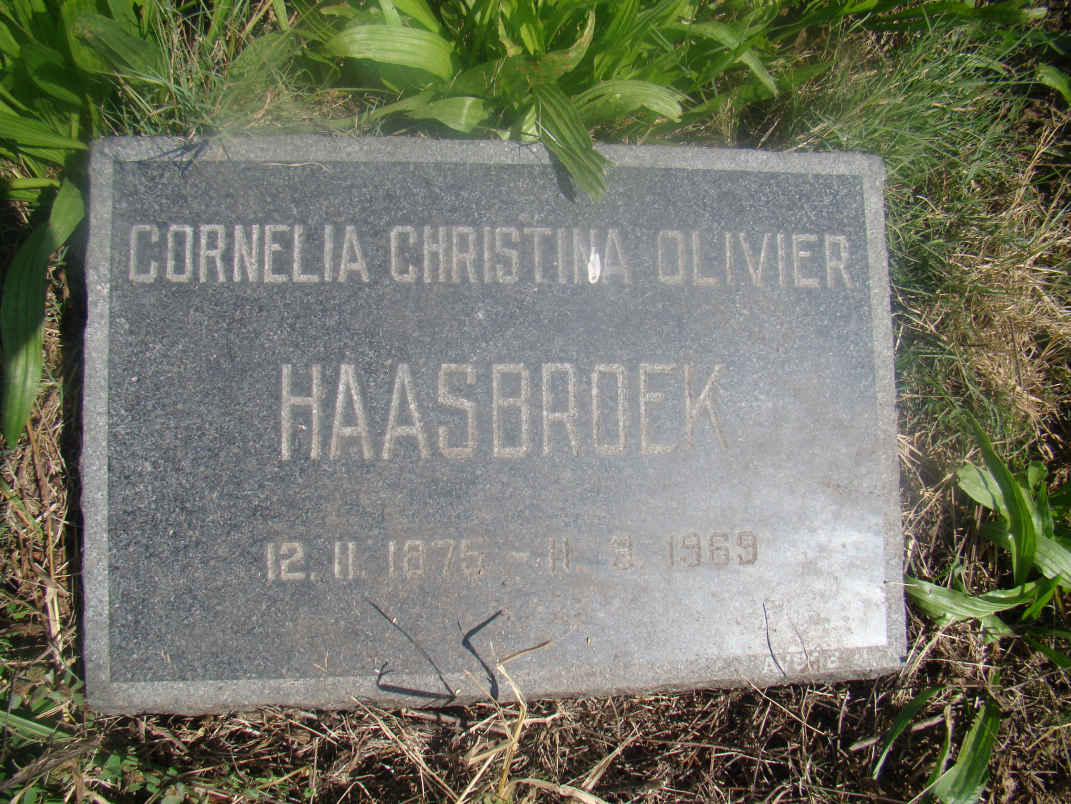 CORNELIA CHRISTINA OLIVIER
HAASBROEK
12. 11. 1875 - 11. 3. 1969